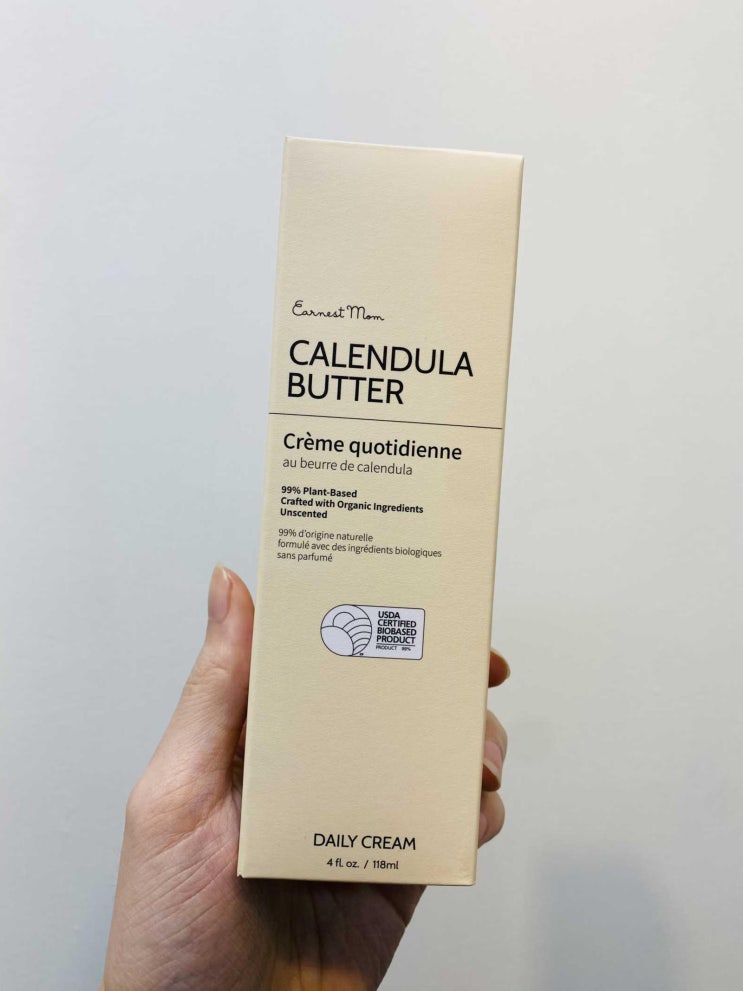 Earnest Mom
CALENDULA
BUTTER
Crème quotidienne
au beurre de calendula
99% Plant-Based
Crafted with Organic Ingredients
Unscented
99% d'origine naturelle
formulé avec des ingrédients biologiques
sans parfumé
USDA
CERTIFIED
BIOBASED
PRODUCT
PRODUCT 99%
DAILY CREAM
4 fl. oz. / 118ml